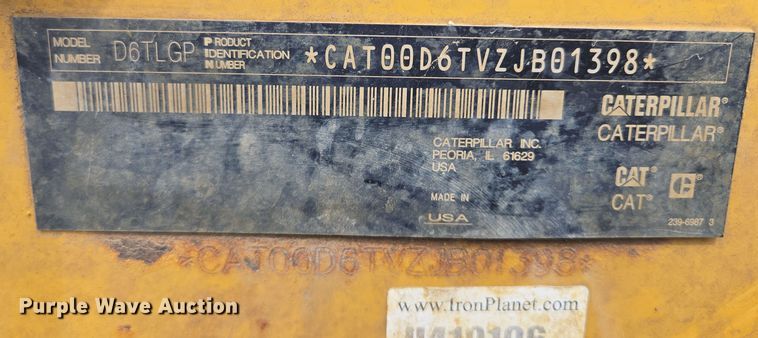 MODEL NUMBER D6TLGP PRODUCT IDENTIFICATION NUMBER *CAT00D6TVZJB01398*
CATERPILLAR®
CATERPILLAR®
CATERPILLAR INC.
PEORIA, IL 61629
USA
CAT®
CAT®
C®
MADE IN
USA
239-6987 3
*CAT00D6TVZJB01398*
Purple Wave Auction
www.IronPlanet.com